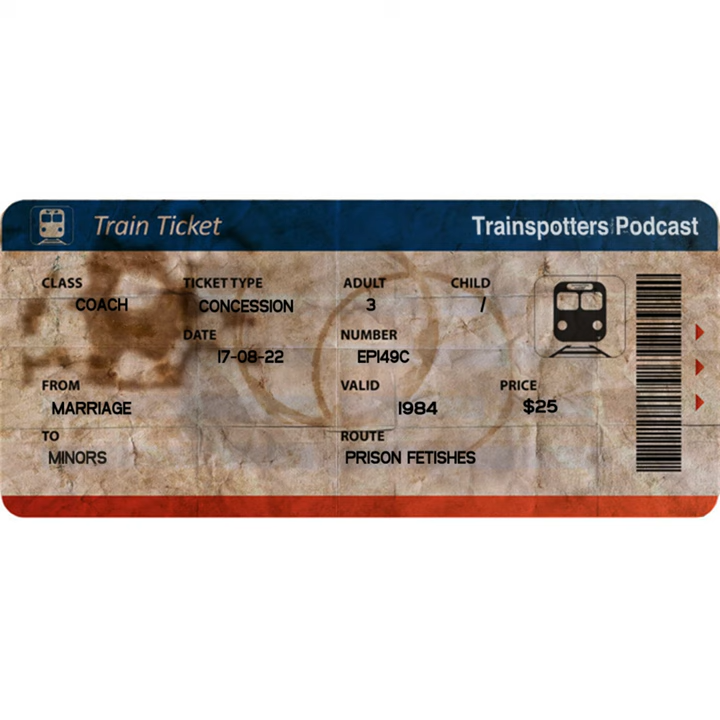 Train Ticket Trainspotters Podcast
CLASS TICKET TYPE ADULT CHILD
COACH CONCESSION 3 /
DATE NUMBER
17-08-22 EP149C
FROM VALID PRICE
MARRIAGE 1984 $25
TO ROUTE
MINORS PRISON FETISHES